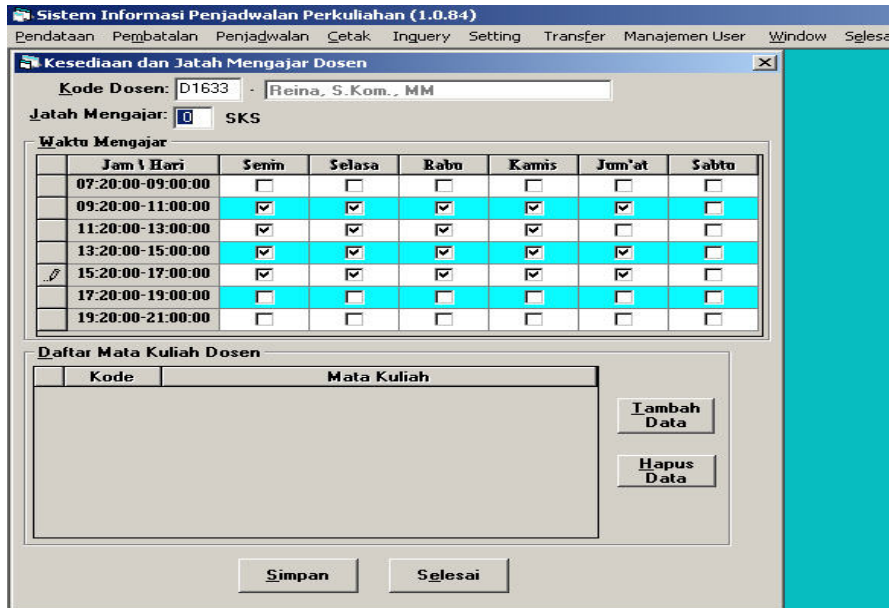 Sistem Informasi Penjadwalan Perkuliahan (1.0.84)
Pendataan Pembatalan Penjadwalan Cetak Inguery Setting Transfer Manajemen User Window Selesa
Kesediaan dan Jatah Mengajar Dosen
Kode Dosen: D1633 - Reina, S.Kom., MM
Jatah Mengajar: 0 SKS
Waktu Mengajar
Jam \ Hari Senin Selasa Rabu Kamis Jum'at Sabtu
07:20:00-09:00:00
09:20:00-11:00:00
11:20:00-13:00:00
13:20:00-15:00:00
15:20:00-17:00:00
17:20:00-19:00:00
19:20:00-21:00:00
Daftar Mata Kuliah Dosen
Kode Mata Kuliah
Tambah
Data
Hapus
Data
Simpan Selesai